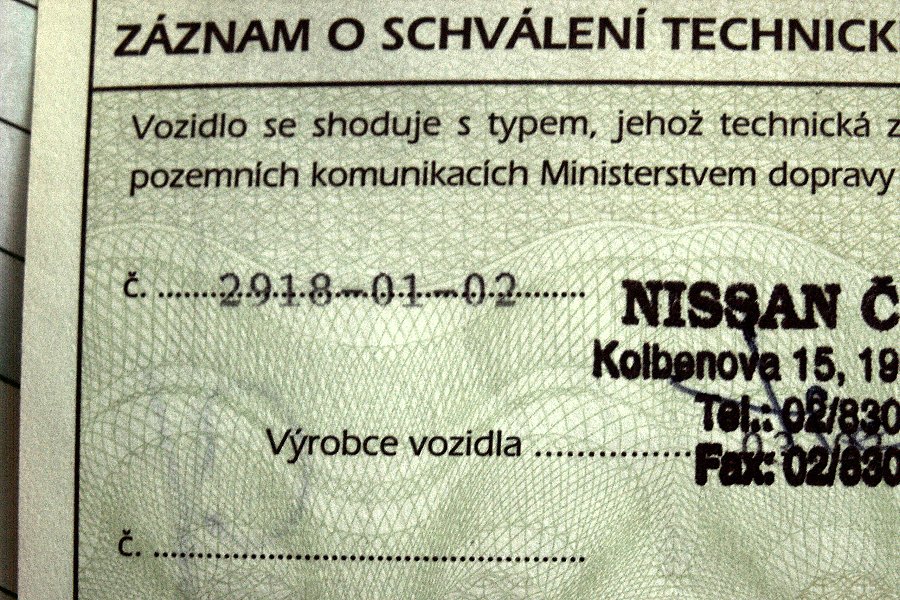 ZÁZNAM O SCHVÁLENÍ TECHNICK
Vozidlo se shoduje s typem, jehož technická z
pozemních komunikacích Ministerstvem dopravy
č. 2918-01-02
NISSAN Č
Kolbenova 15, 19
Tel.: 02/830
Výrobce vozidla
Fax: 02/830
č.